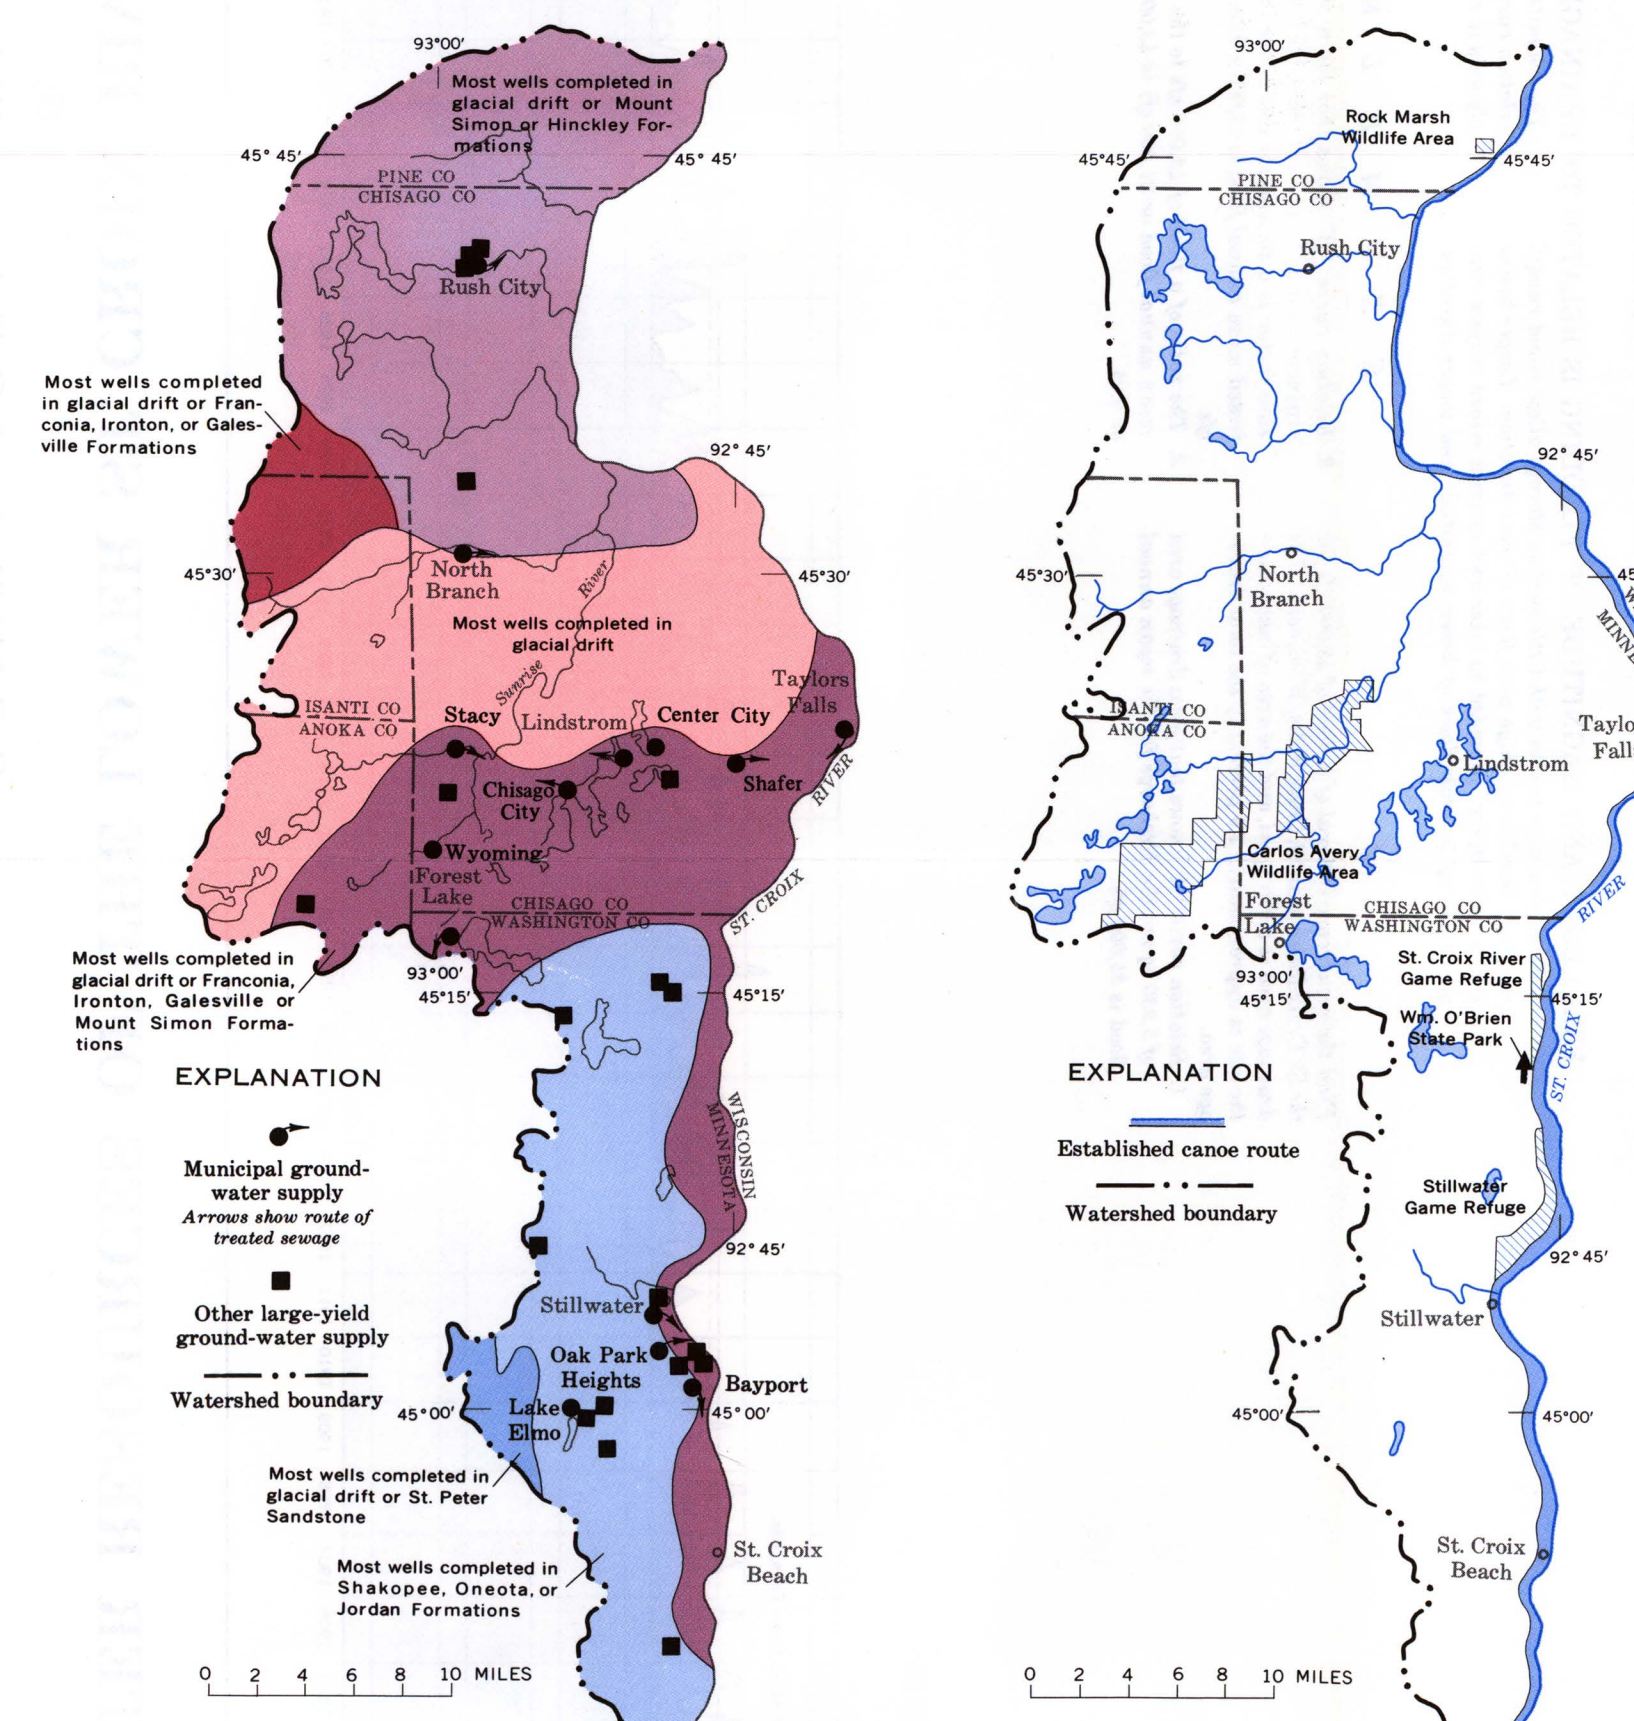 93°00′
Most wells completed in
glacial drift or Mount
Simon or Hinckley For-
mations
45° 45′
45° 45′
PINE CO
CHISAGO CO
Rush City
Most wells completed
in glacial drift or Fran-
conia, Ironton, or Gales-
ville Formations
92° 45′
45°30′
45°30′
North
Branch
River
Most wells completed in
glacial drift
Sunrise
Taylors
Falls
ISANTI CO
ANOKA CO
Stacy
Lindstrom
Center City
Chisago
City
Shafer
RIVER
Wyoming
Forest
Lake
CHISAGO CO
WASHINGTON CO
ST. CROIX
Most wells completed in
glacial drift or Franconia,
Ironton, Galesville or
Mount Simon Forma-
tions
93°00′
45°15′
45°15′
EXPLANATION
Municipal ground-
water supply
Arrows show route of
treated sewage
Other large-yield
ground-water supply
Watershed boundary
WISCONSIN
MINNESOTA
92° 45′
Stillwater
Oak Park
Heights
Bayport
Lake
Elmo
45°00′
45°00′
Most wells completed in
glacial drift or St. Peter
Sandstone
Most wells completed in
Shakopee, Oneota, or
Jordan Formations
St. Croix
Beach
0 2 4 6 8 10 MILES
93°00′
Rock Marsh
Wildlife Area
45°45′
45°45′
PINE CO
CHISAGO CO
Rush City
92° 45′
45°30′
45
North
Branch
W
MINNE
ISANTI CO
ANOKA CO
Taylo
Fall
Lindstrom
Carlos Avery
Wildlife Area
Forest
Lake
CHISAGO CO
WASHINGTON CO
RIVER
93°00′
45°15′
St. Croix River
Game Refuge
45°15′
Wm. O'Brien
State Park
ST. CROIX
EXPLANATION
Established canoe route
Watershed boundary
Stillwater
Game Refuge
92° 45′
Stillwater
45°00′
45°00′
St. Croix
Beach
0 2 4 6 8 10 MILES